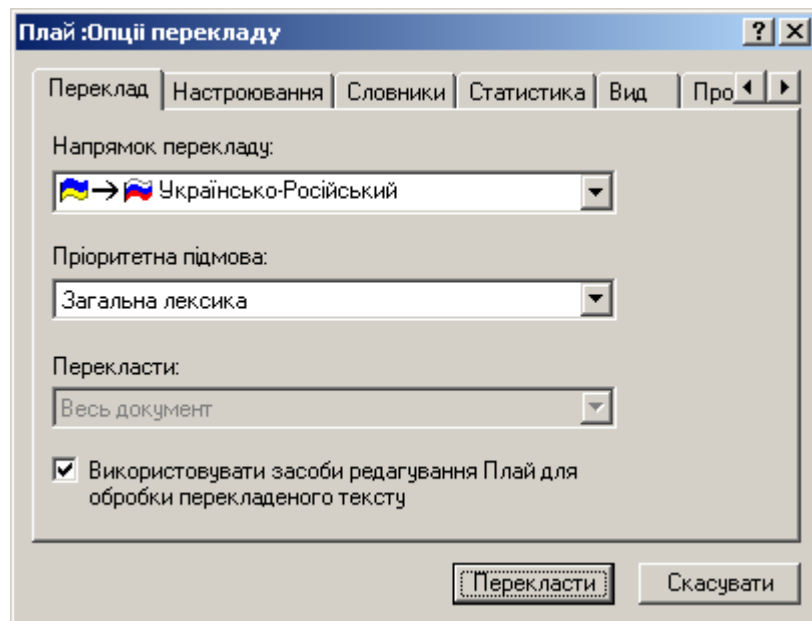 Плай :Опції перекладу
Переклад Настроювання Словники Статистика Вид Про
Напрямок перекладу:
Українсько-Російський
Пріоритетна підмова:
Загальна лексика
Перекласти:
Весь документ
Використовувати засоби редагування Плай для
обробки перекладеного тексту
Перекласти Скасувати